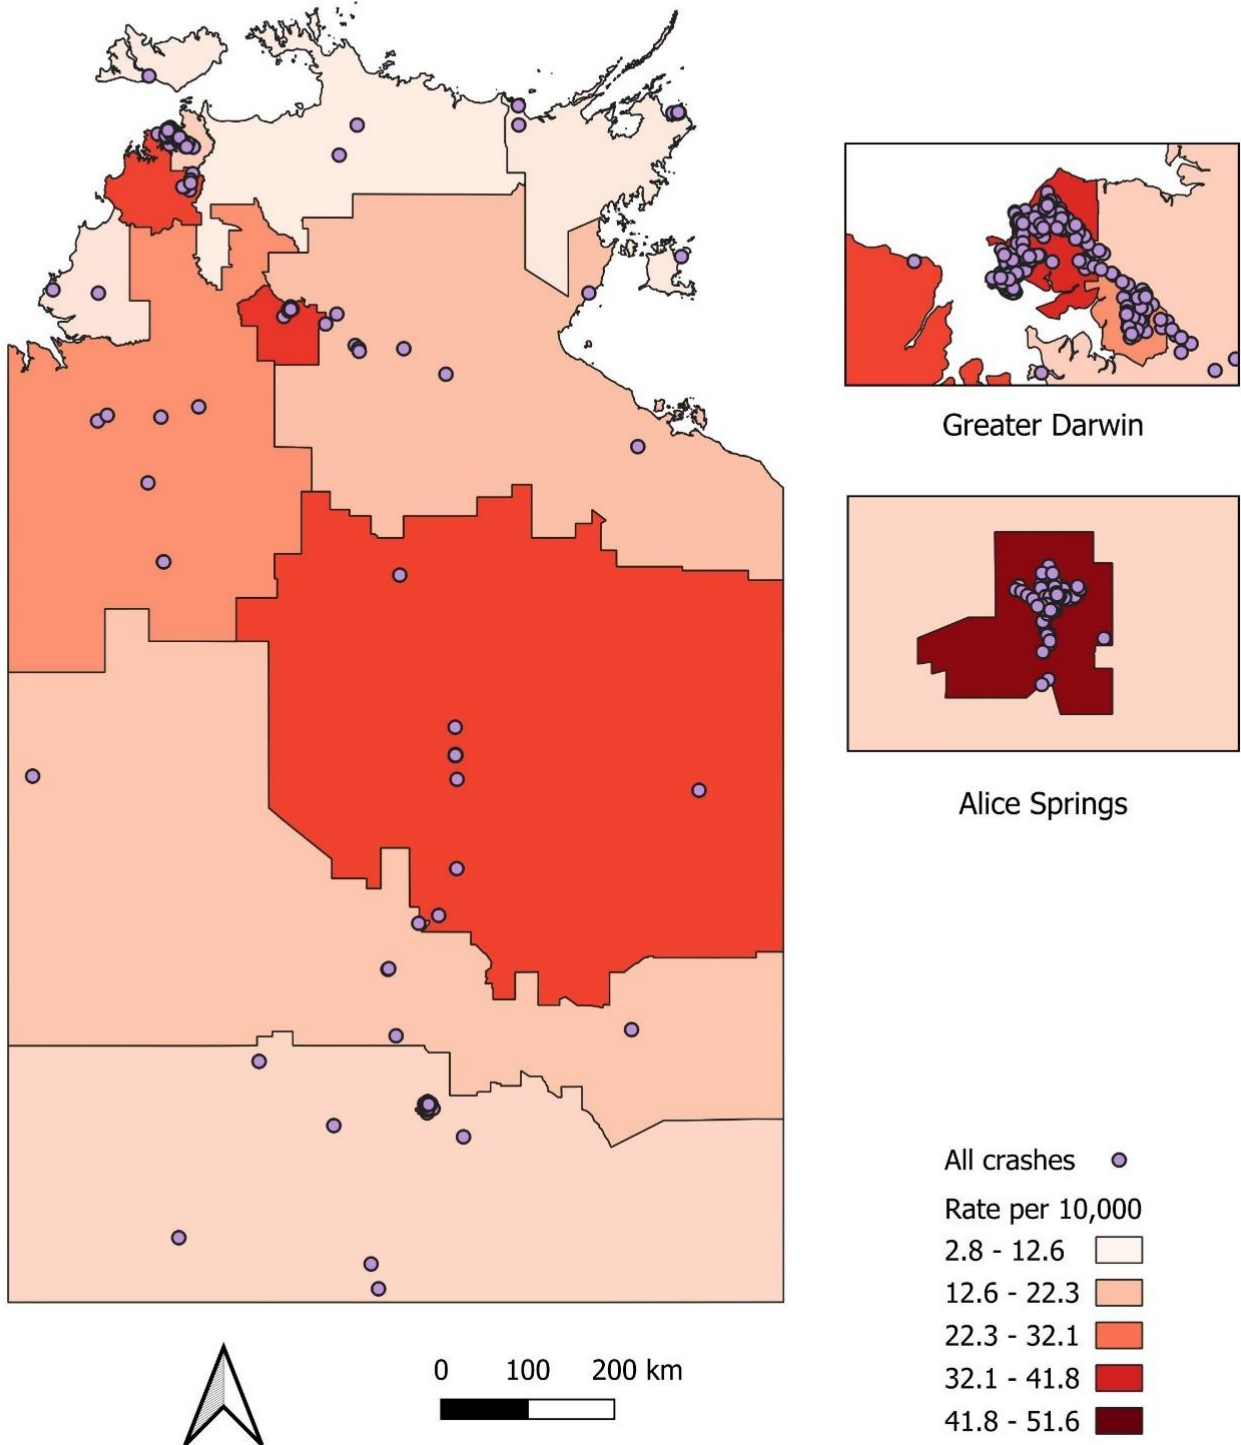 Greater Darwin
Alice Springs
All crashes
Rate per 10,000
2.8 - 12.6
12.6 - 22.3
22.3 - 32.1
32.1 - 41.8
41.8 - 51.6
0 100 200 km